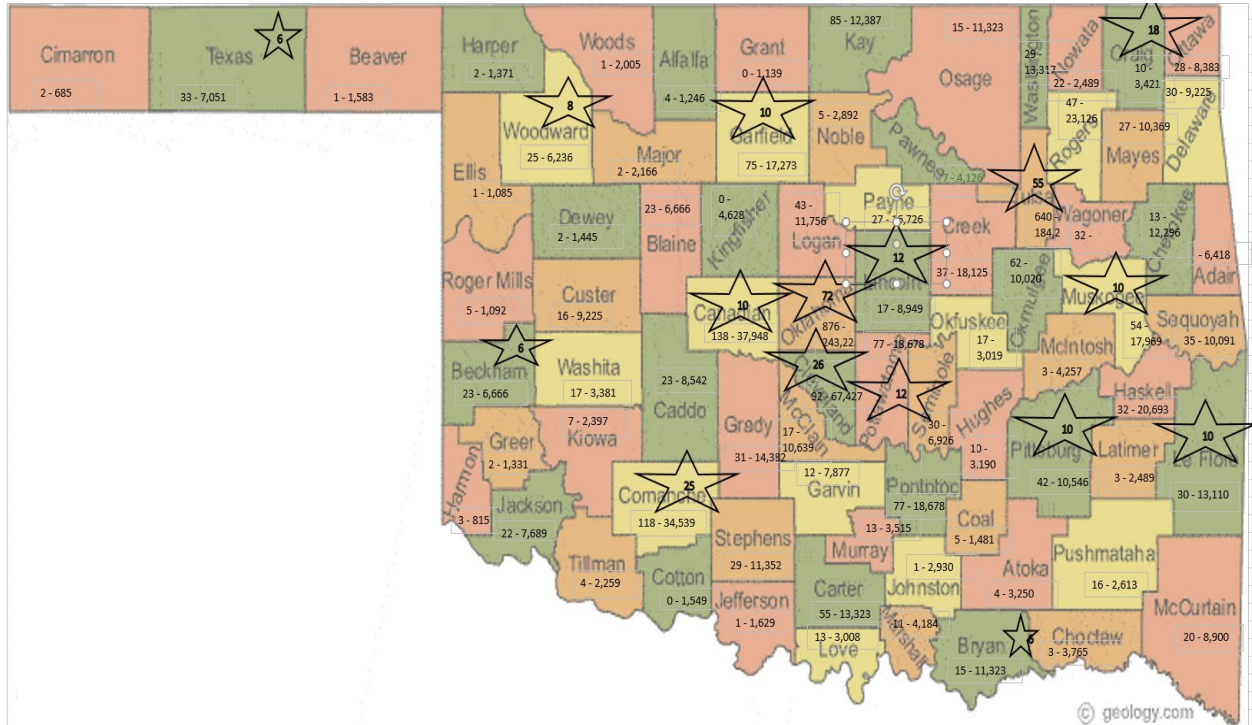 Cimarron
2 - 685
Texas
6
33 - 7,051
Beaver
1 - 1,583
Harper
2 - 1,371
Woods
1 - 2,005
Alfalfa
4 - 1,246
Grant
0 - 1,139
85 - 12,387
Kay
15 - 11,323
Osage
Washington
29 -
13,317
Nowata
22 - 2,489
18
Craig
10 -
3,421
Ottawa
28 - 8,383
30 - 9,225
Delaware
Ellis
1 - 1,085
8
Woodward
25 - 6,236
Major
2 - 2,166
10
Garfield
75 - 17,273
5 - 2,892
Noble
Pawnee
7 - 4,126
47 -
23,126
Rogers
27 - 10,369
Mayes
55
Tulsa
640 -
184,2
Wagoner
32 -
13 -
12,296
Cherokee
- 6,418
Adair
Dewey
2 - 1,445
23 - 6,666
Blaine
0 -
4,628
Kingfisher
43 -
11,756
Logan
Payne
27 -
,726
12
Lincoln
17 - 8,949
Creek
37 - 18,125
62 -
10,020
Okmulgee
10
Muskogee
54 -
17,969
Sequoyah
35 - 10,091
Roger Mills
5 - 1,092
Custer
16 - 9,225
10
Canadian
138 - 37,948
72
Oklahoma
876 -
243,22
Okfuskee
17 -
3,019
McIntosh
3 - 4,257
6
Beckham
23 - 6,666
Washita
17 - 3,381
23 - 8,542
Caddo
26
Cleveland
92 - 67,427
77 - 18,678
Pottawatomie
12
Seminole
30 -
6,926
Hughes
10 -
3,190
Haskell
32 - 20,693
10
Pittsburg
42 - 10,546
Latimer
3 - 2,489
10
Le Flore
30 - 13,110
Greer
2 - 1,331
7 - 2,397
Kiowa
Grady
31 - 14,382
McClain
17 -
10,639
Harmon
3 - 815
Jackson
22 - 7,689
25
Comanche
118 - 34,539
12 - 7,877
Garvin
Pontotoc
77 - 18,678
Coal
5 - 1,481
Tillman
4 - 2,259
Cotton
0 - 1,549
Stephens
29 - 11,352
13 - 3,515
Murray
1 - 2,930
Johnston
Atoka
4 - 3,250
Pushmataha
16 - 2,613
Jefferson
1 - 1,629
Carter
55 - 13,323
13 - 3,008
Love
11 - 4,184
Marshall
Bryan
15 - 11,323
Choctaw
3 - 3,765
McCurtain
20 - 8,900
© geology.com